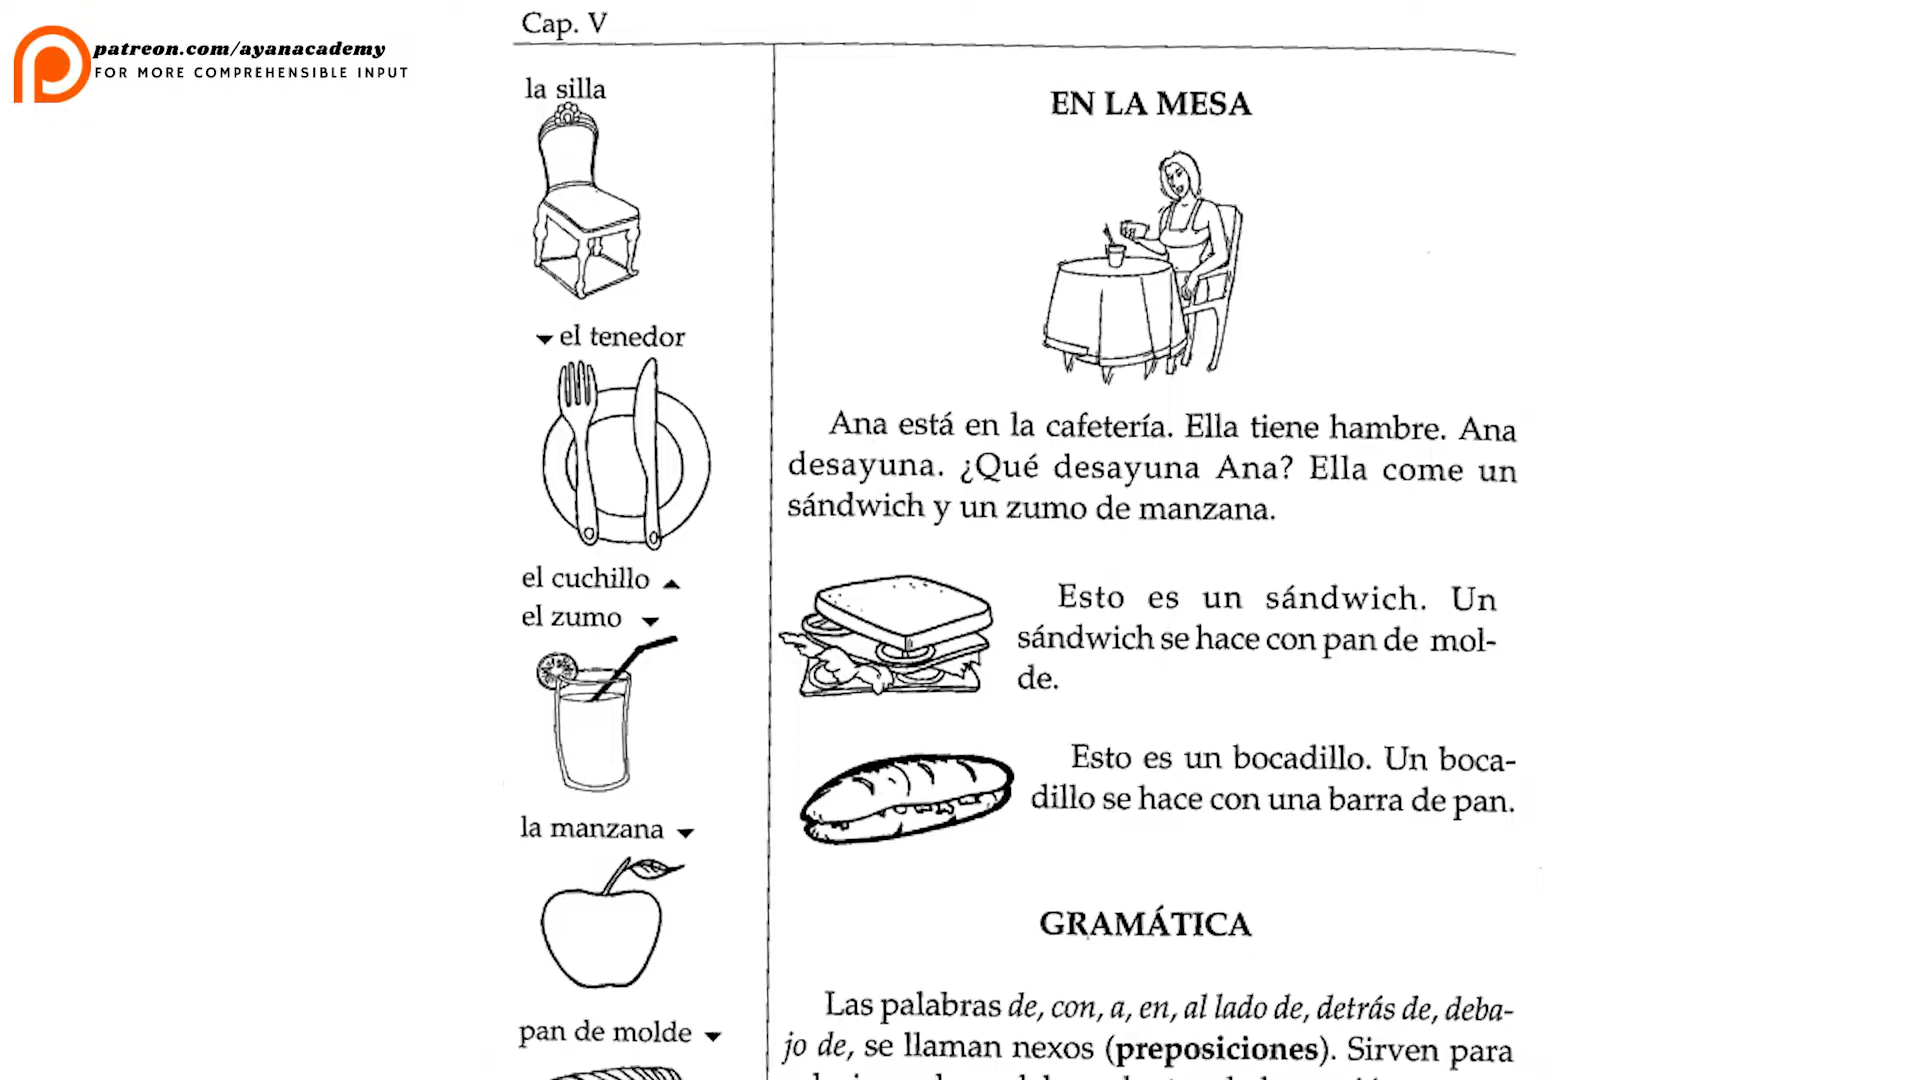 patreon.com/ayanacademy
FOR MORE COMPREHENSIBLE INPUT
Cap. V
la silla
el tenedor
el cuchillo
el zumo
la manzana
pan de molde
EN LA MESA
Ana está en la cafetería. Ella tiene hambre. Ana
desayuna. ¿Qué desayuna Ana? Ella come un
sándwich y un zumo de manzana.
Esto es un sándwich. Un
sándwich se hace con pan de mol-
de.
Esto es un bocadillo. Un boca-
dillo se hace con una barra de pan.
GRAMÁTICA
Las palabras de, con, a, en, al lado de, detrás de, deba-
jo de, se llaman nexos (preposiciones). Sirven para